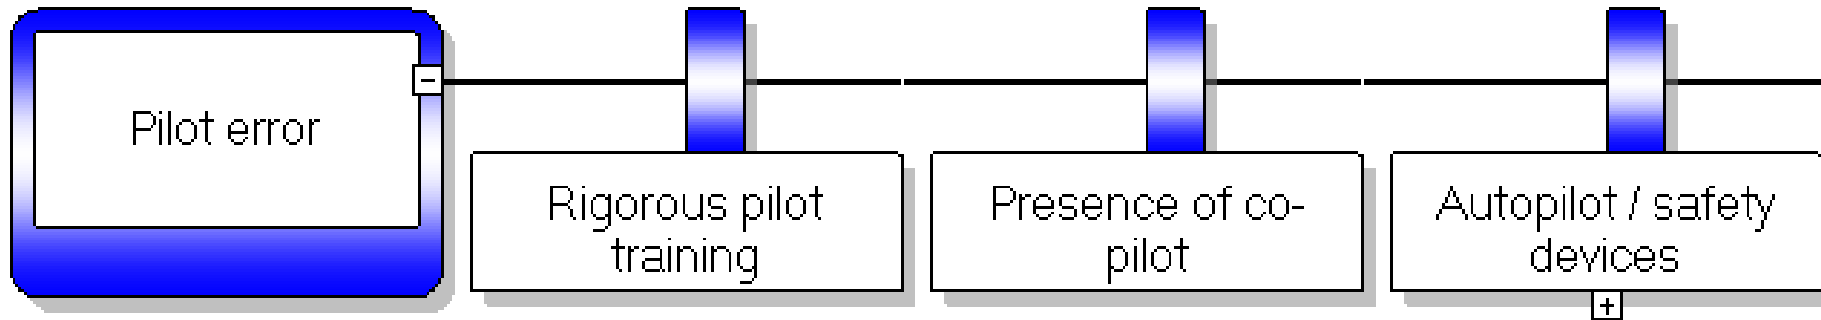 Pilot error
Rigorous pilot
training
Presence of co-
pilot
Autopilot / safety
devices